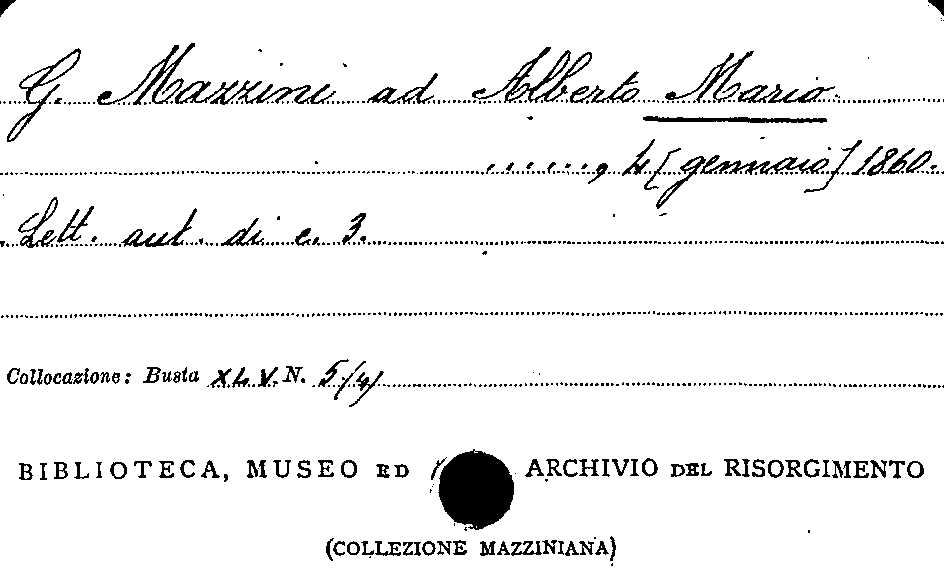 G. Mazzini ad Alberto Mario
......, 4 [gennaio] 1860.
Lett. aut. di c. 3.
Collocazione: Busta XLV. N. 5/4/
BIBLIOTECA, MUSEO ED ARCHIVIO DEL RISORGIMENTO
(COLLEZIONE MAZZINIANA)